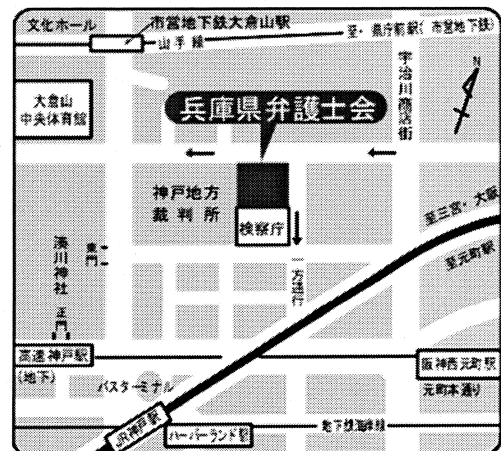 文化ホール
市営地下鉄大倉山駅
山手線
至・県庁前駅(市営地下鉄)
宇治川商店街
N
大倉山
中央体育館
兵庫県弁護士会
神戸地方
裁判所
検察庁
一方通行
至三宮・大阪
至元町駅
湊川神社
東門
正門
高速神戸駅
(地下)
バスターミナル
阪神西元町駅
元町本通り
JR神戸駅
ハーバーランド駅
地下鉄海岸線